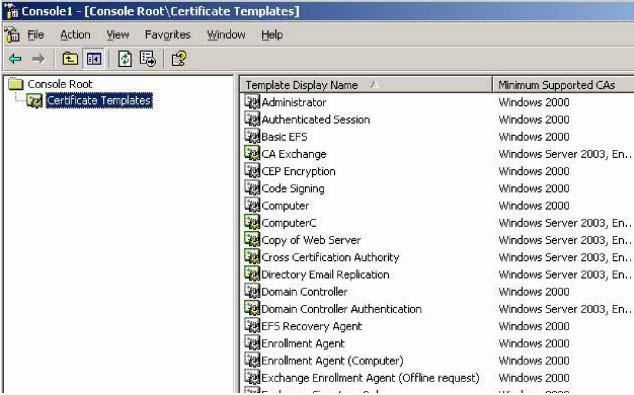 Console1 - [Console Root\Certificate Templates]
File Action View Favorites Window Help
Console Root
Certificate Templates
Template Display Name Minimum Supported CAs
Administrator Windows 2000
Authenticated Session Windows 2000
Basic EFS Windows 2000
CA Exchange Windows Server 2003, En..
CEP Encryption Windows 2000
Code Signing Windows 2000
Computer Windows 2000
ComputerC Windows Server 2003, En..
Copy of Web Server Windows Server 2003, En..
Cross Certification Authority Windows Server 2003, En..
Directory Email Replication Windows Server 2003, En..
Domain Controller Windows 2000
Domain Controller Authentication Windows Server 2003, En..
EFS Recovery Agent Windows 2000
Enrollment Agent Windows 2000
Enrollment Agent (Computer) Windows 2000
Exchange Enrollment Agent (Offline request) Windows 2000